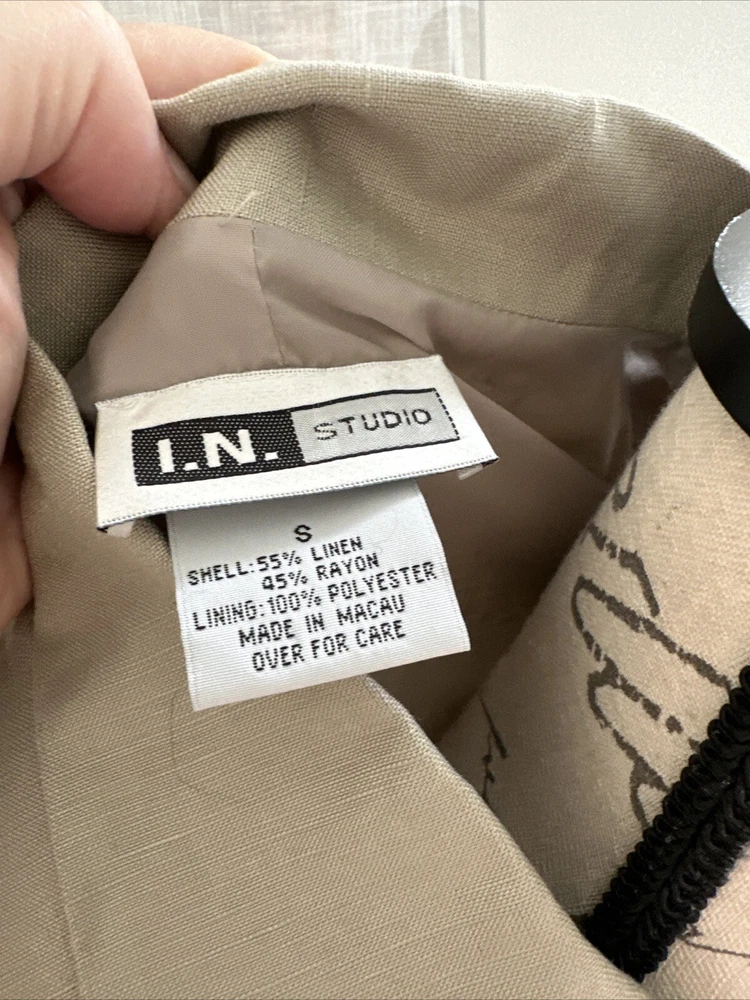 I.N. STUDIO
S
SHELL:55% LINEN
45% RAYON
LINING:100% POLYESTER
MADE IN MACAU
OVER FOR CARE